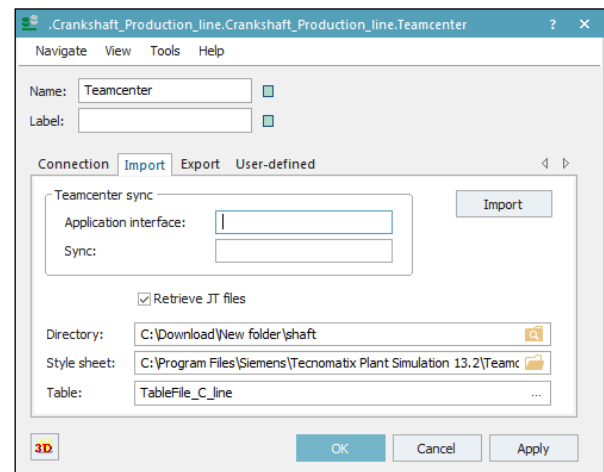 .Crankshaft_Production_line.Crankshaft_Production_line.Teamcenter ? ×
Navigate View Tools Help
Name: Teamcenter
Label:
Connection Import Export User-defined
Teamcenter sync
Import
Application interface:
Sync:
Retrieve JT files
Directory: C:\Download\New folder\shaft
Style sheet: C:\Program Files\Siemens\Tecnomatix Plant Simulation 13.2\Teamc
Table: TableFile_C_line ...
3D OK Cancel Apply